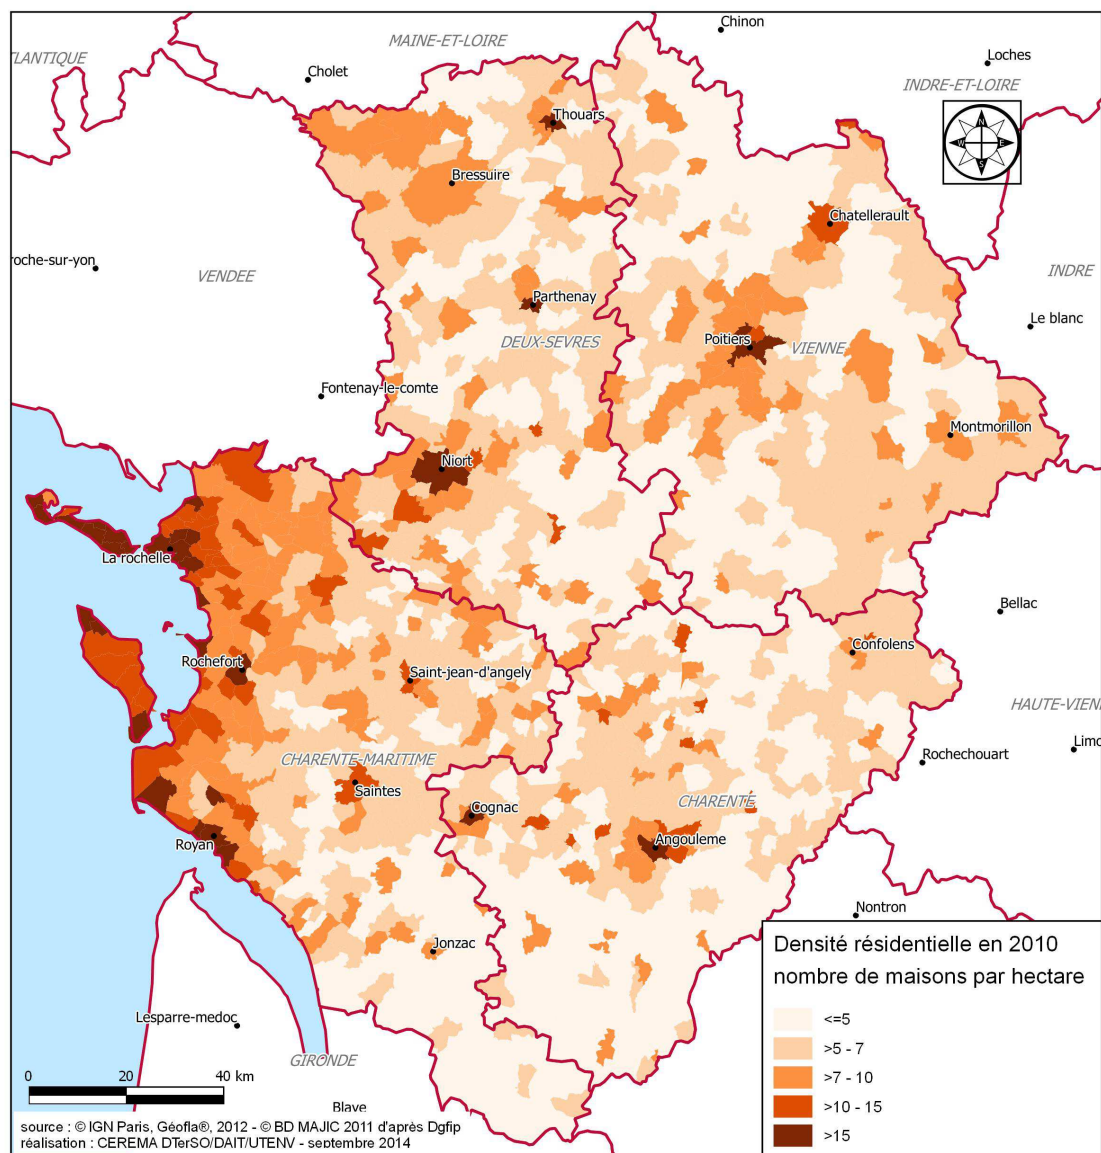 Chinon
MAINE-ET-LOIRE
TLANTIQUE
Loches
Cholet
INDRE-ET-LOIRE
Thouars
N
W E
S
Bressuire
Chatellerault
roche-sur-yon
VENDEE
INDRE
Parthenay
Le blanc
DEUX-SEVRES
Poitiers
VIENNE
Fontenay-le-comte
Montmorillon
Niort
La rochelle
Bellac
Confolens
Rochefort
Saint-jean-d'angely
HAUTE-VIEN
Limo
Rochechouart
CHARENTE-MARITIME
Saintes
CHARENTE
Cognac
Royan
Angouleme
Nontron
Jonzac
Densité résidentielle en 2010
nombre de maisons par hectare
<=5
>5 - 7
>7 - 10
>10 - 15
>15
Lesparre-medoc
GIRONDE
0 20 40 km
Blaye
source : © IGN Paris, Géofla®, 2012 - © BD MAJIC 2011 d'après Dgfip
réalisation : CEREMA DTerSO/DAIT/UTENV - septembre 2014